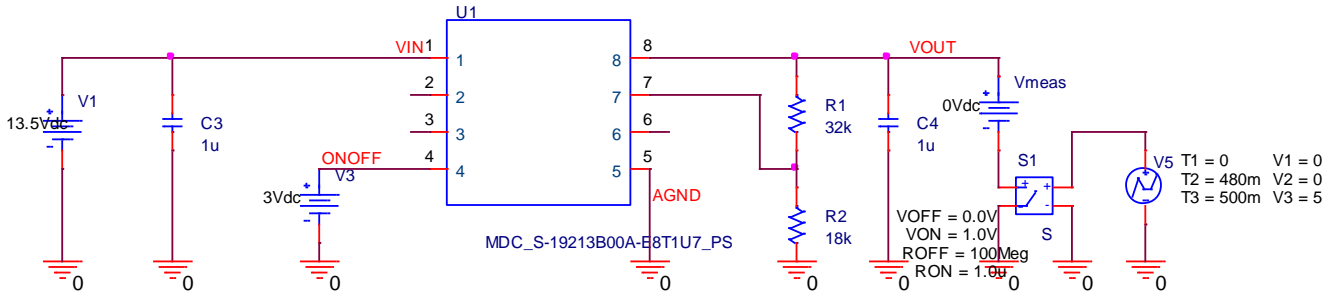 U1
VIN
1
1
2
2
3
3
4
4
8
8
7
7
6
6
5
5
VOUT
V1
13.5Vdc
C3
1u
ONOFF
V3
3Vdc
AGND
MDC_S-19213B00A-E8T1U7_PS
R1
32k
R2
18k
C4
1u
Vmeas
0Vdc
S1
VOFF = 0.0V
VON = 1.0V
ROFF = 100Meg
RON = 1.0u
S
V5
T1 = 0
T2 = 480m
T3 = 500m
V1 = 0
V2 = 0
V3 = 5
0
0
0
0
0
0
0
0
0